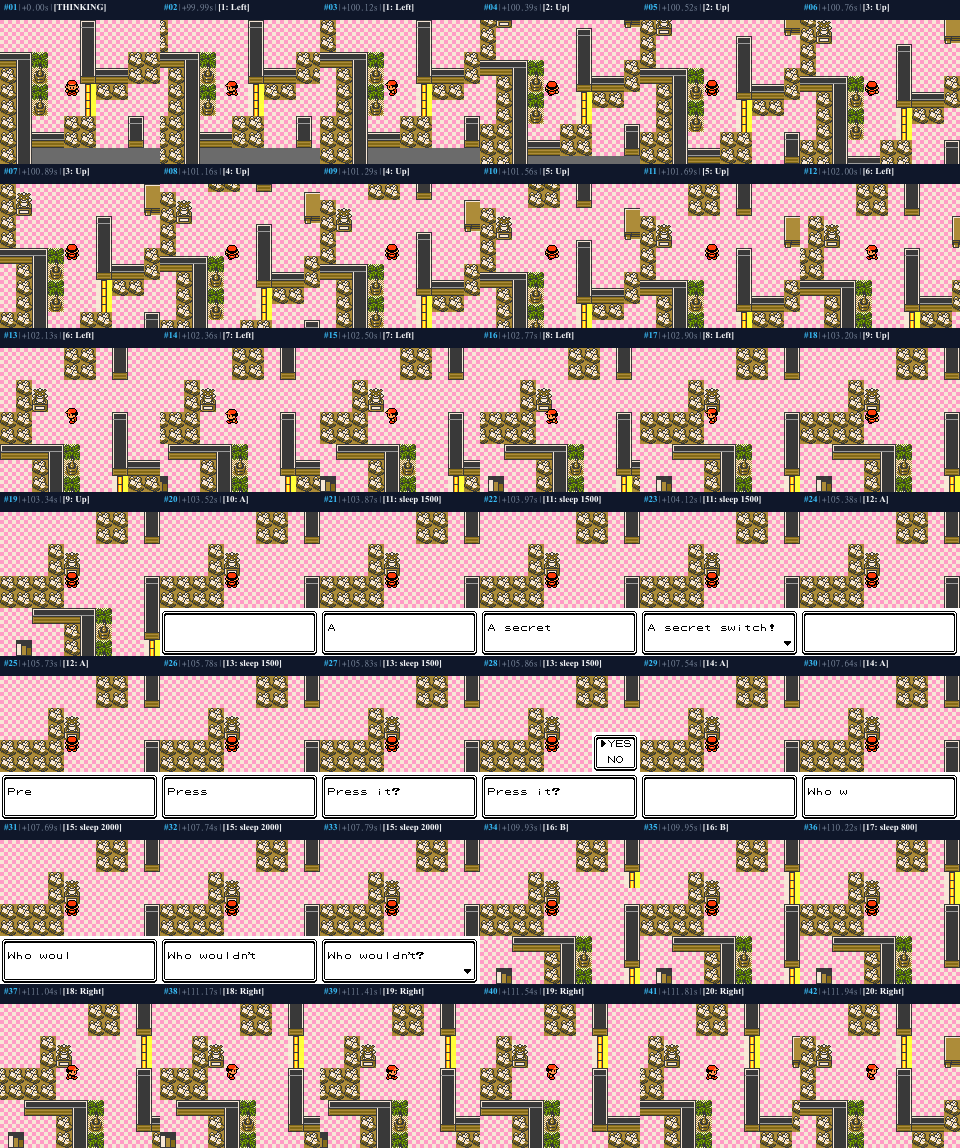 #01|+0.00s|[THINKING]
#02|+99.99s|[1: Left]
#03|+100.12s|[1: Left]
#04|+100.39s|[2: Up]
#05|+100.52s|[2: Up]
#06|+100.76s|[3: Up]
#07|+100.89s|[3: Up]
#08|+101.16s|[4: Up]
#09|+101.29s|[4: Up]
#10|+101.56s|[5: Up]
#11|+101.69s|[5: Up]
#12|+102.00s|[6: Left]
#13|+102.13s|[6: Left]
#14|+102.36s|[7: Left]
#15|+102.50s|[7: Left]
#16|+102.77s|[8: Left]
#17|+102.90s|[8: Left]
#18|+103.20s|[9: Up]
#19|+103.34s|[9: Up]
#20|+103.52s|[10: A]
#21|+103.87s|[11: sleep 1500]
#22|+103.97s|[11: sleep 1500]
#23|+104.12s|[11: sleep 1500]
#24|+105.38s|[12: A]
A
A secret
A secret switch!
#25|+105.73s|[12: A]
#26|+105.78s|[13: sleep 1500]
#27|+105.83s|[13: sleep 1500]
#28|+105.86s|[13: sleep 1500]
#29|+107.54s|[14: A]
#30|+107.64s|[14: A]
YES
NO
Pre
Press
Press it?
Press it?
Who w
#31|+107.69s|[15: sleep 2000]
#32|+107.74s|[15: sleep 2000]
#33|+107.79s|[15: sleep 2000]
#34|+109.93s|[16: B]
#35|+109.95s|[16: B]
#36|+110.22s|[17: sleep 800]
Who woul
Who wouldn't
Who wouldn't?
#37|+111.04s|[18: Right]
#38|+111.17s|[18: Right]
#39|+111.41s|[19: Right]
#40|+111.54s|[19: Right]
#41|+111.81s|[20: Right]
#42|+111.94s|[20: Right]